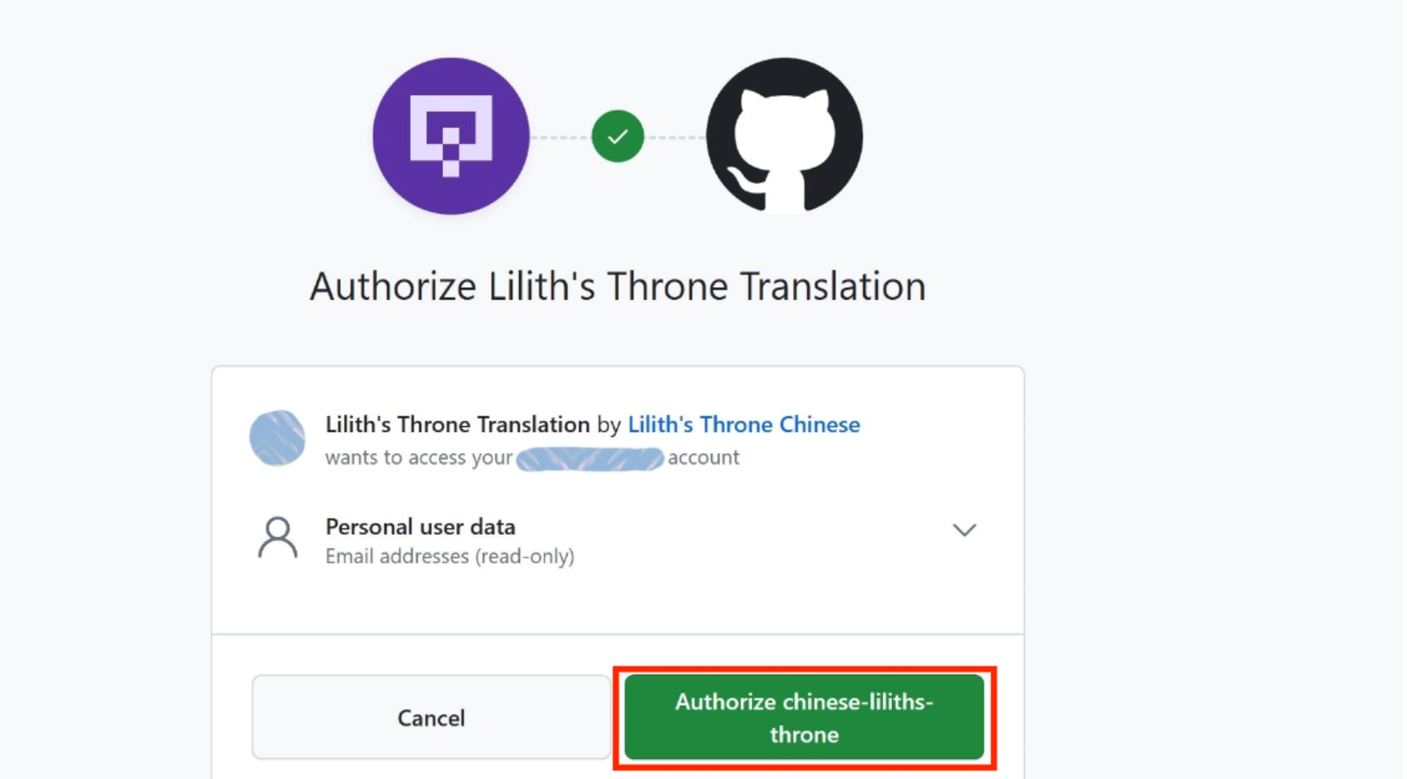 Authorize Lilith's Throne Translation
Lilith's Throne Translation by Lilith's Throne Chinese
wants to access your account
Personal user data
Email addresses (read-only)
Cancel
Authorize chinese-liliths-
throne